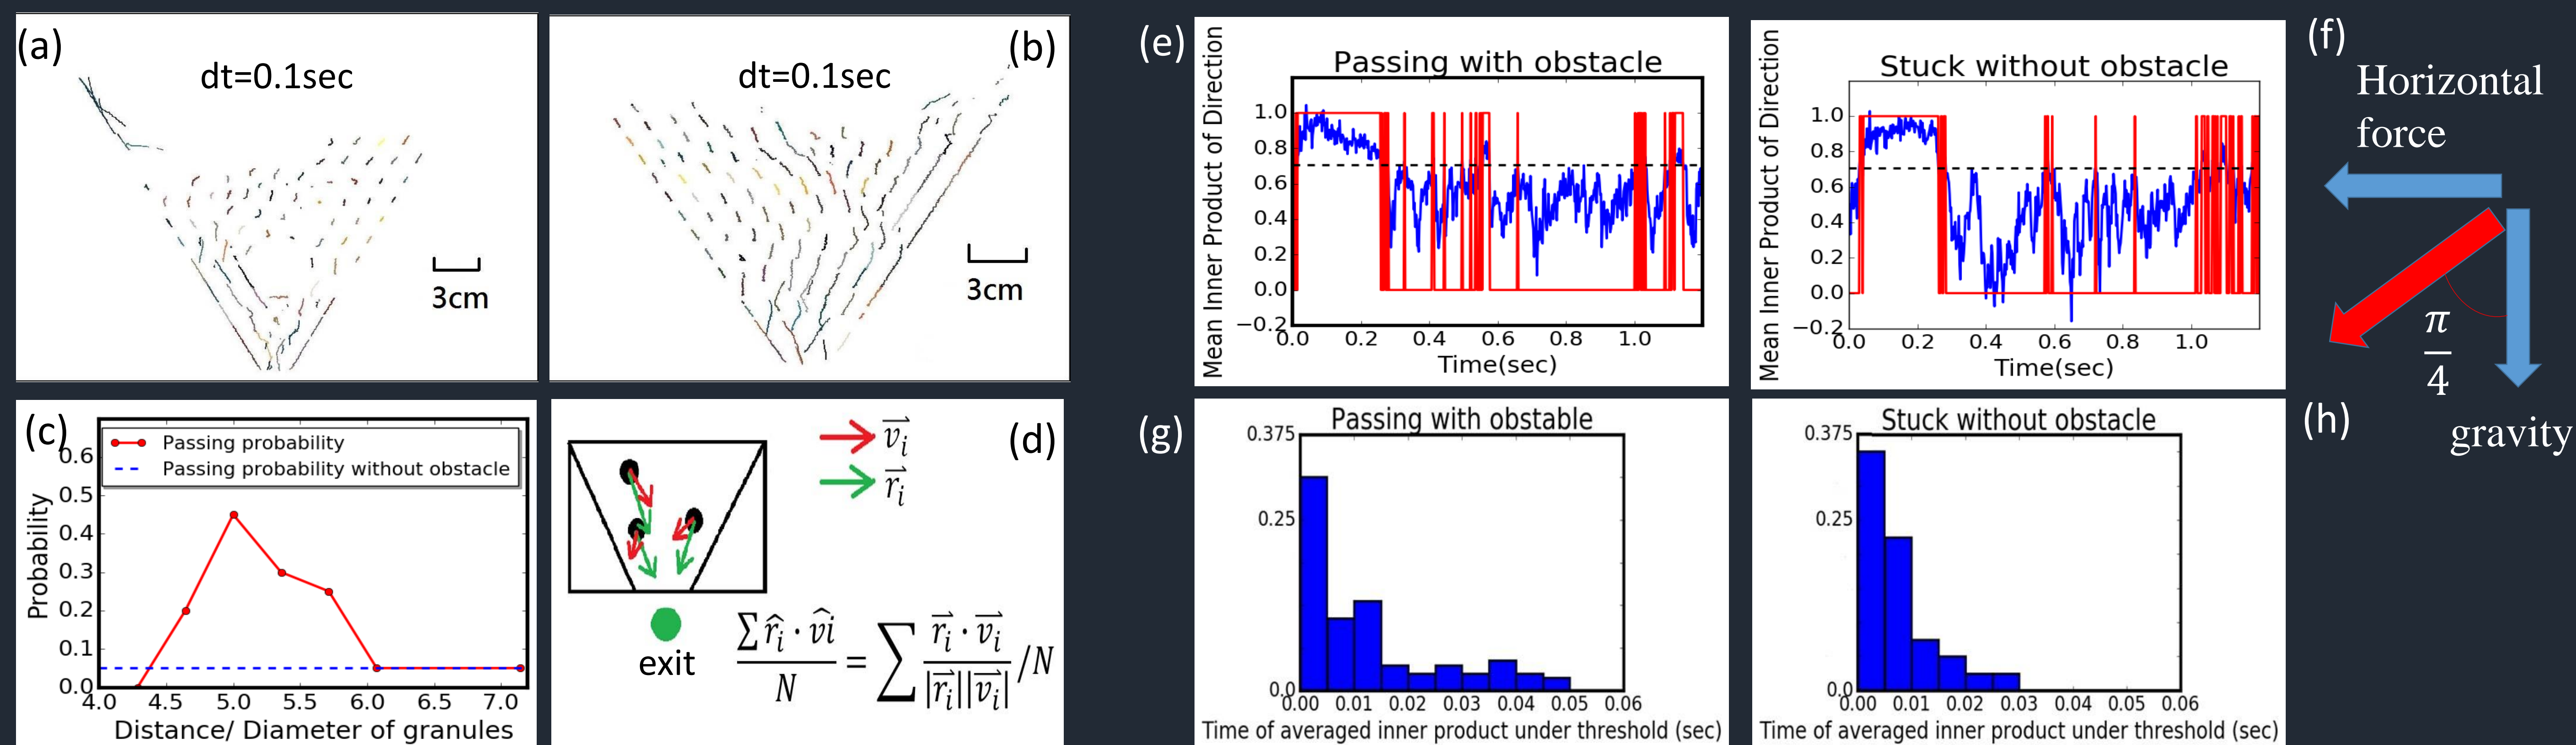 (a)
dt=0.1sec
3cm
(b)
dt=0.1sec
3cm
(c)
Passing probability
Passing probability without obstacle
Probability
0.6
0.5
0.4
0.3
0.2
0.1
0.0
4.0 4.5 5.0 5.5 6.0 6.5 7.0
Distance/ Diameter of granules
(d)
v⃗_i
r⃗_i
exit
∑ r̂_i · v̂i / N = ∑ r⃗_i · v⃗_i / |r⃗_i||v⃗_i| /N
(e)
Passing with obstacle
Mean Inner Product of Direction
1.0
0.8
0.6
0.4
0.2
0.0
−0.2
0.0 0.2 0.4 0.6 0.8 1.0
Time(sec)
Stuck without obstacle
Mean Inner Product of Direction
1.0
0.8
0.6
0.4
0.2
0.0
−0.2
0.0 0.2 0.4 0.6 0.8 1.0
Time(sec)
(f)
Horizontal
force
π/4
gravity
(g)
Passing with obstable
0.375
0.25
0.0
0.00 0.01 0.02 0.03 0.04 0.05 0.06
Time of averaged inner product under threshold (sec)
Stuck without obstacle
0.375
0.25
0.0
0.00 0.01 0.02 0.03 0.04 0.05 0.06
Time of averaged inner product under threshold (sec)
(h)